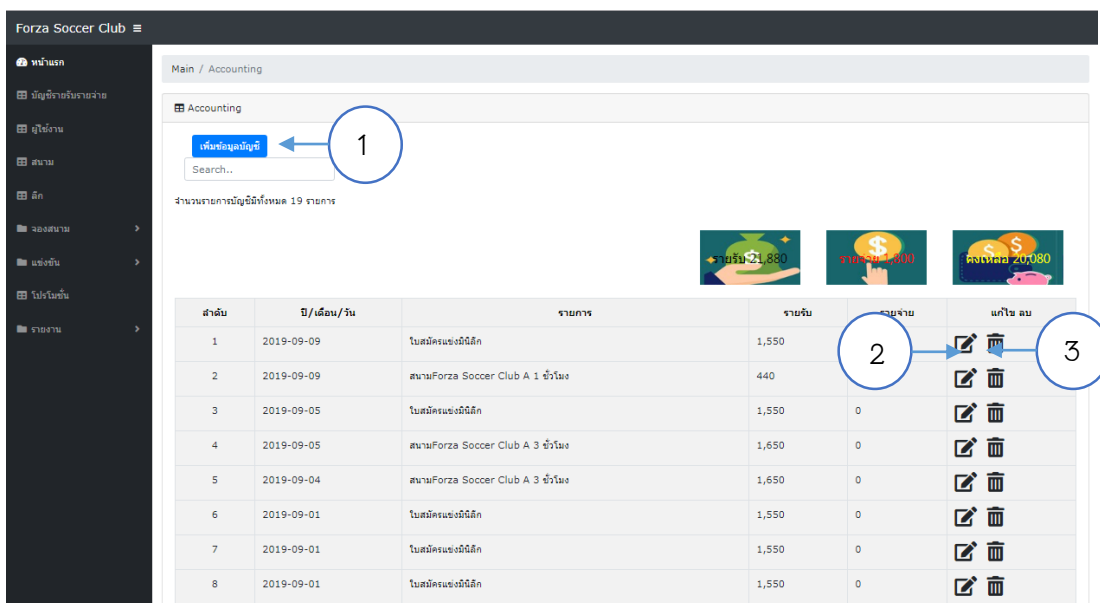 Forza Soccer Club
หน้าแรก
บัญชีรายรับรายจ่าย
ผู้ใช้งาน
สนาม
ลีก
จองสนาม
แข่งขัน
โปรโมชั่น
รายงาน
Main / Accounting
Accounting
เพิ่มข้อมูลบัญชี
1
Search..
จำนวนรายการบัญชีมีทั้งหมด 19 รายการ
รายรับ 21,880 รายจ่าย 1,800 คงเหลือ 20,080
ลำดับ ปี/เดือน/วัน รายการ รายรับ รายจ่าย แก้ไข ลบ
1 2019-09-09 ใบสมัครแข่งมินิลีก 1,550
2 3
2 2019-09-09 สนามForza Soccer Club A 1 ชั่วโมง 440
3 2019-09-05 ใบสมัครแข่งมินิลีก 1,550 0
4 2019-09-05 สนามForza Soccer Club A 3 ชั่วโมง 1,650 0
5 2019-09-04 สนามForza Soccer Club A 3 ชั่วโมง 1,650 0
6 2019-09-01 ใบสมัครแข่งมินิลีก 1,550 0
7 2019-09-01 ใบสมัครแข่งมินิลีก 1,550 0
8 2019-09-01 ใบสมัครแข่งมินิลีก 1,550 0